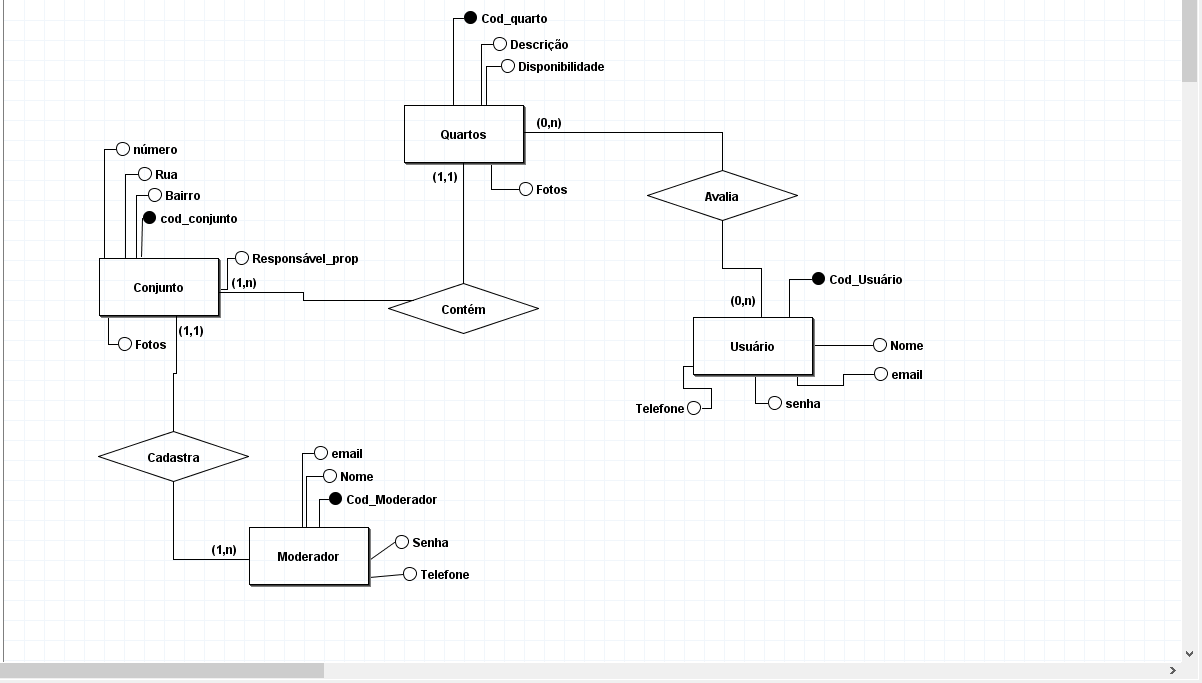 Cod_quarto
Descrição
Disponibilidade
Quartos
(0,n)
(1,1)
Fotos
Avalia
número
Rua
Bairro
cod_conjunto
Responsável_prop
Conjunto
(1,n)
(1,1)
Fotos
Contém
Cod_Usuário
(0,n)
Usuário
Nome
email
senha
Telefone
Cadastra
email
Nome
Cod_Moderador
(1,n)
Moderador
Senha
Telefone